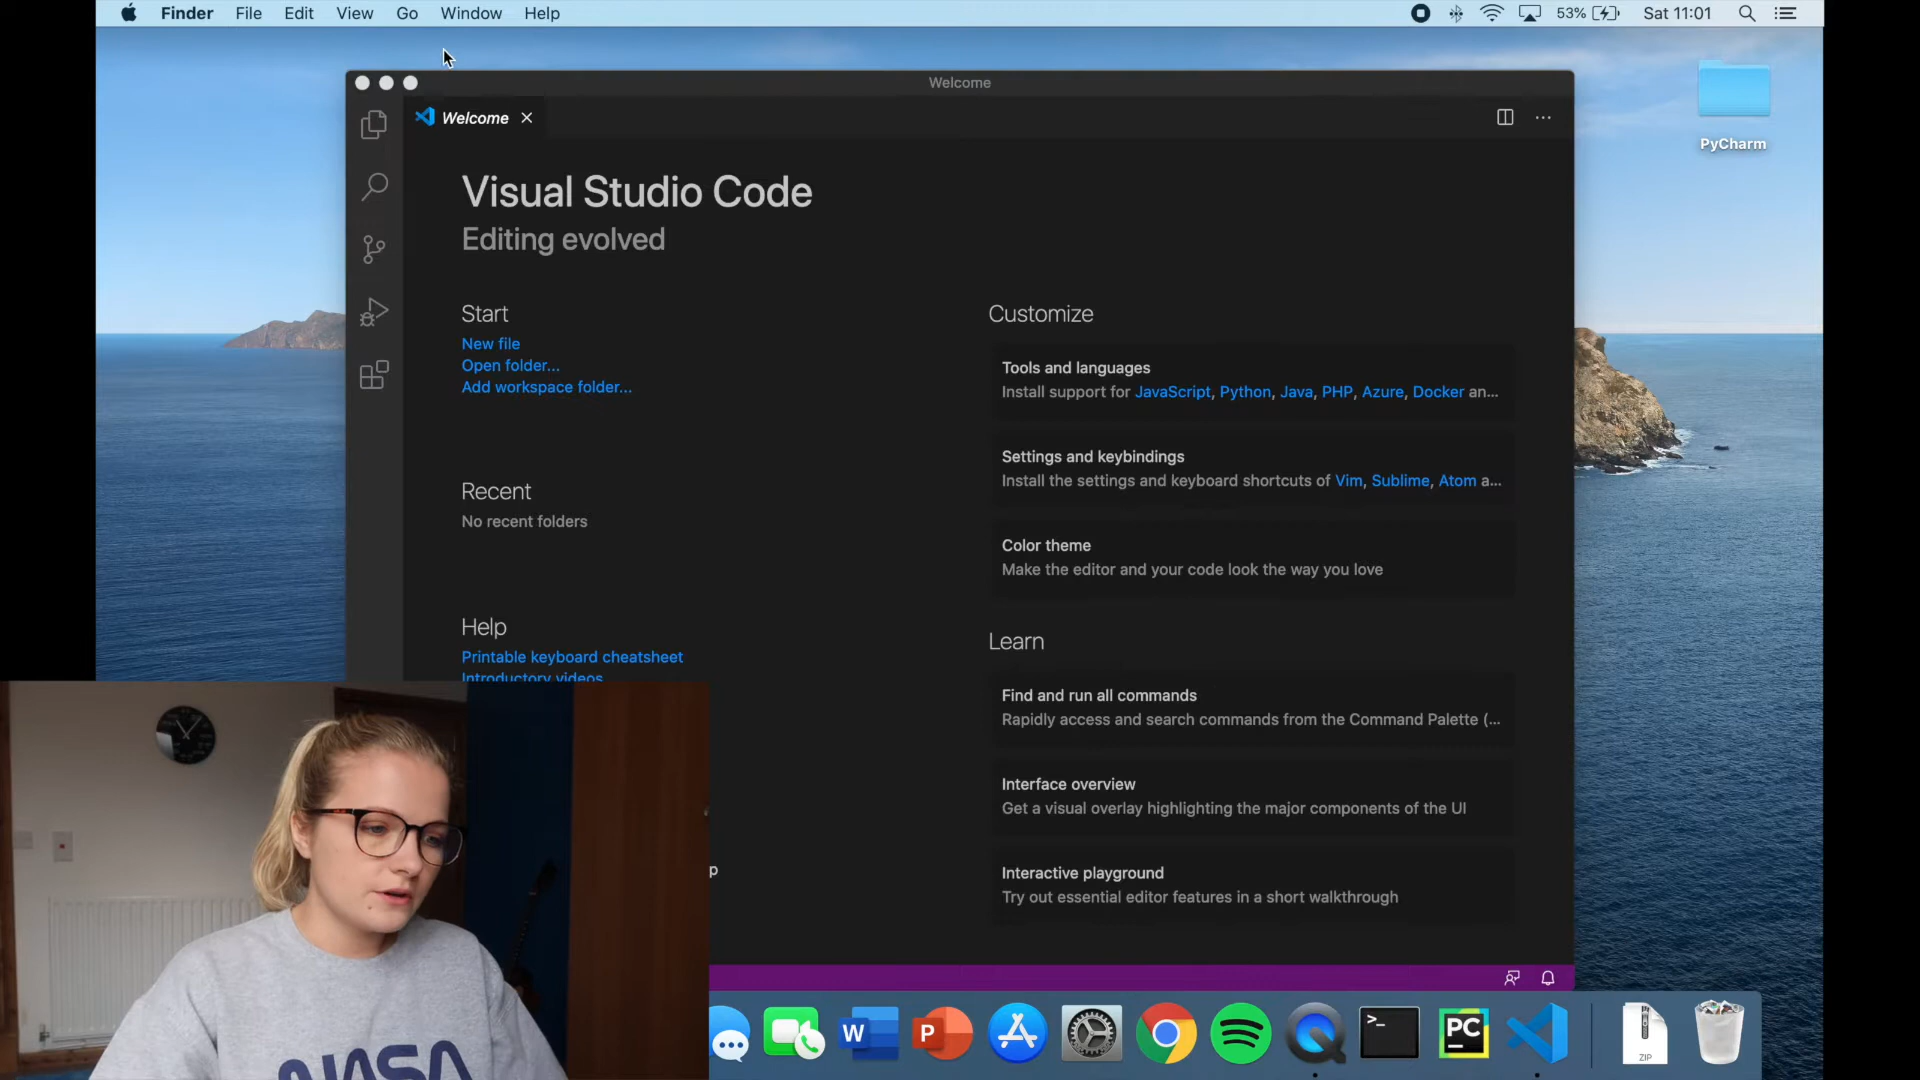 Finder File Edit View Go Window Help 53% Sat 11:01
Welcome
Welcome
PyCharm
Visual Studio Code
Editing evolved
Start
New file
Open folder...
Add workspace folder...
Recent
No recent folders
Help
Printable keyboard cheatsheet
Introductory videos
p
Customize
Tools and languages
Install support for JavaScript, Python, Java, PHP, Azure, Docker an...
Settings and keybindings
Install the settings and keyboard shortcuts of Vim, Sublime, Atom a...
Color theme
Make the editor and your code look the way you love
Learn
Find and run all commands
Rapidly access and search commands from the Command Palette (...
Interface overview
Get a visual overlay highlighting the major components of the UI
Interactive playground
Try out essential editor features in a short walkthrough
NASA
W P >_ PC ZIP